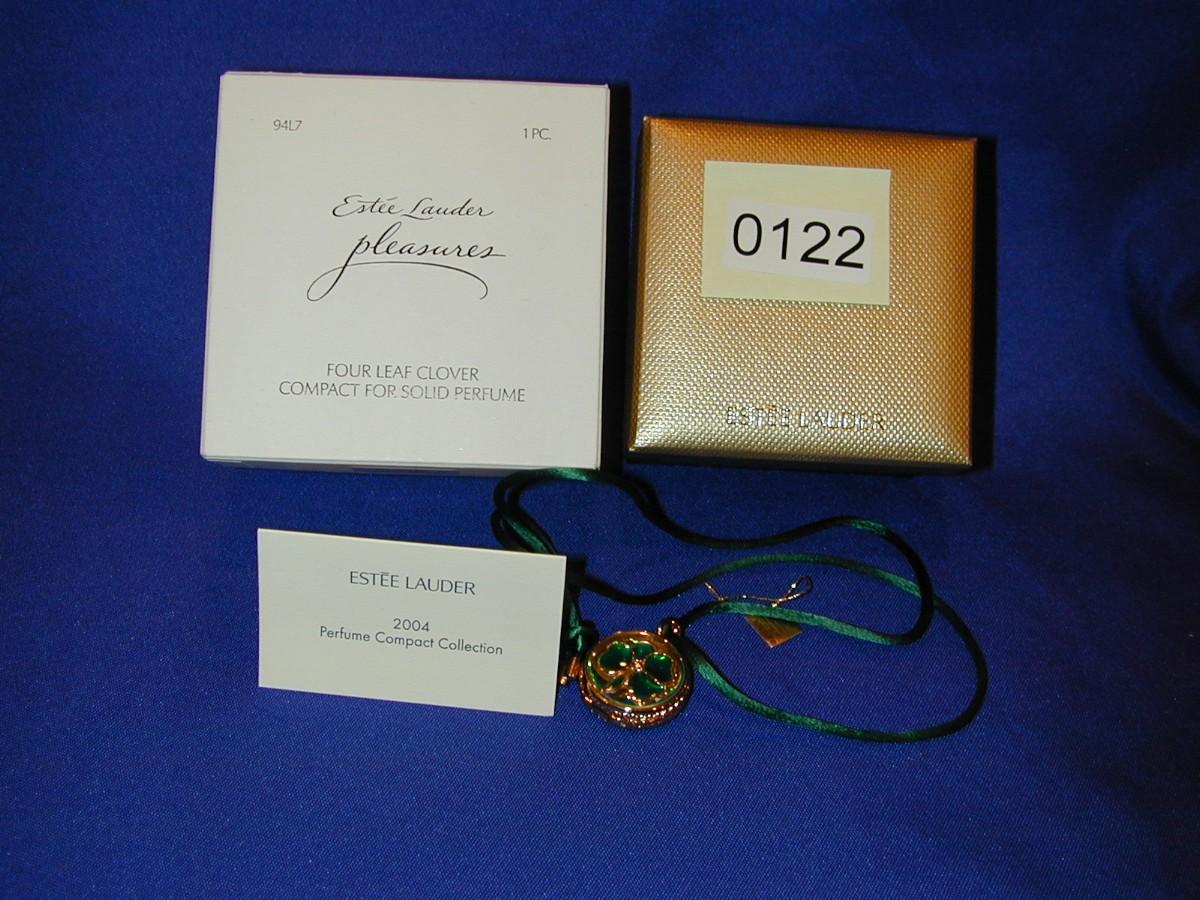 94L7
1 PC.
Estée Lauder
pleasures
FOUR LEAF CLOVER
COMPACT FOR SOLID PERFUME
0122
ESTĒE LAUDER
ESTĒE LAUDER
2004
Perfume Compact Collection